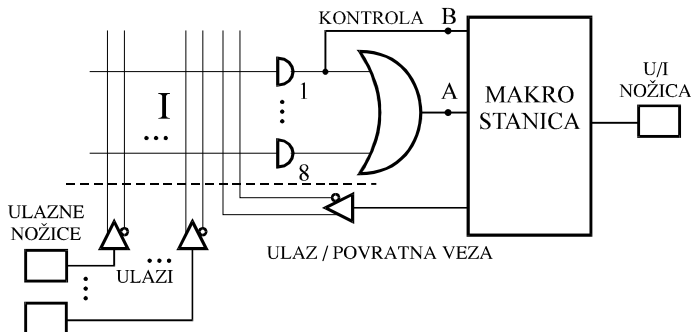 KONTROLA
B
U/I
NOŽICA
I
1
A
MAKRO
STANICA
8
ULAZNE
NOŽICE
ULAZI
ULAZ / POVRATNA VEZA